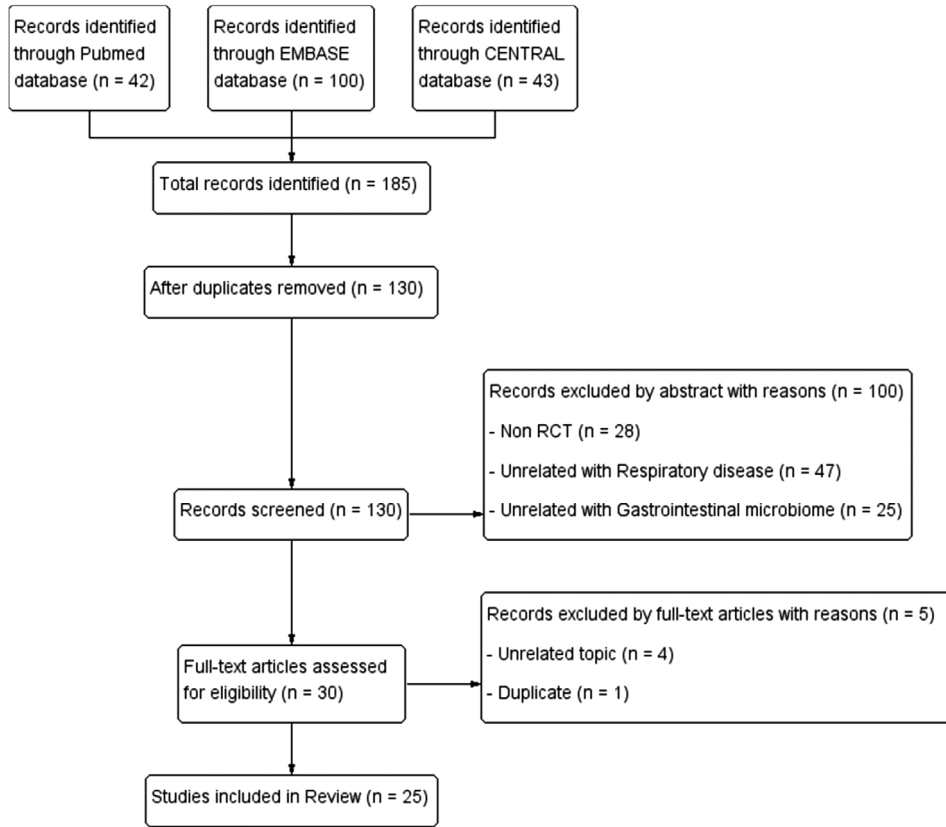 Records identified
through Pubmed
database (n = 42)
Records identified
through EMBASE
database (n = 100)
Records identified
through CENTRAL
database (n = 43)
Total records identified (n = 185)
After duplicates removed (n = 130)
Records excluded by abstract with reasons (n = 100)
- Non RCT (n = 28)
- Unrelated with Respiratory disease (n = 47)
- Unrelated with Gastrointestinal microbiome (n = 25)
Records screened (n = 130)
Records excluded by full-text articles with reasons (n = 5)
- Unrelated topic (n = 4)
- Duplicate (n = 1)
Full-text articles assessed
for eligibility (n = 30)
Studies included in Review (n = 25)